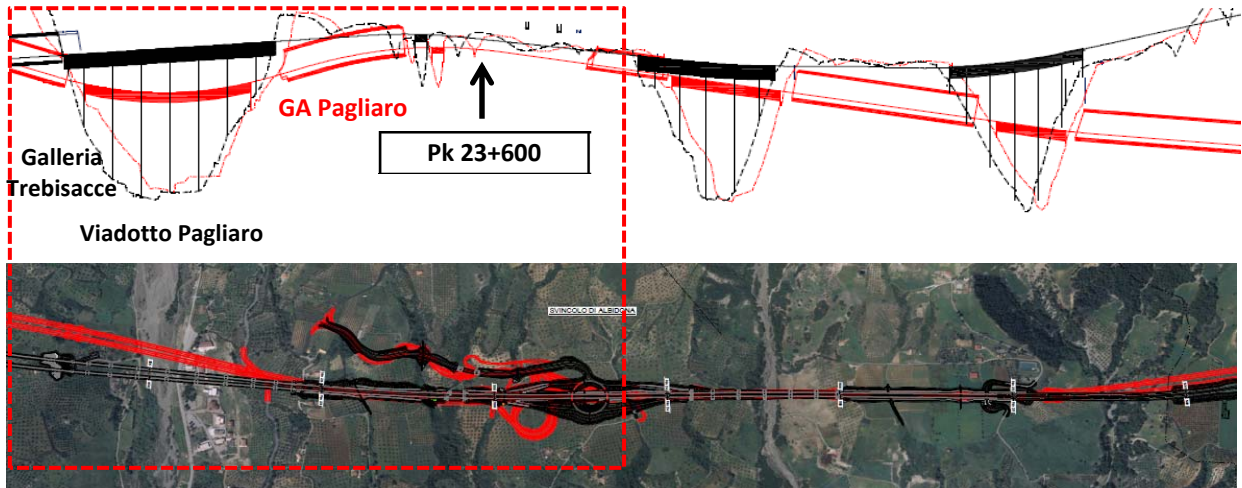 GA Pagliaro
Pk 23+600
Galleria
Trebisacce
Viadotto Pagliaro
SVINCOLO DI ALBIDONA